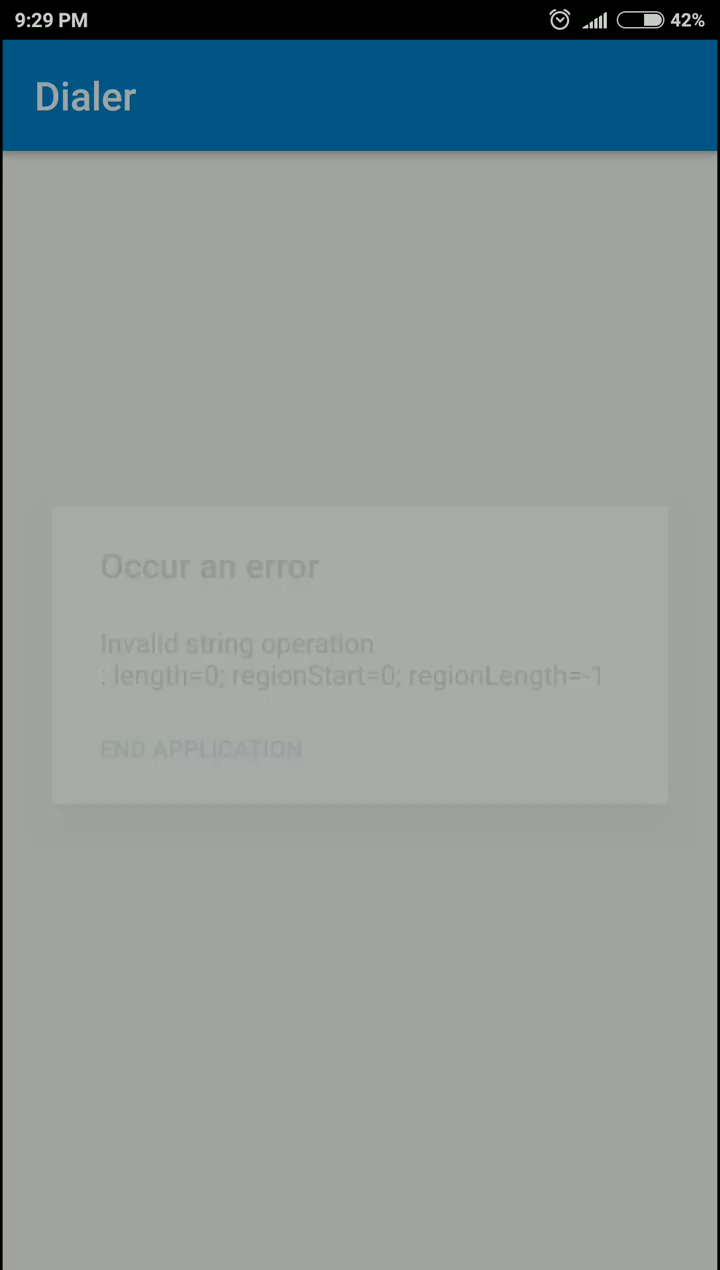 9:29 PM
42%
Dialer
Occur an error
Invalid string operation
: length=0; regionStart=0; regionLength=-1
END APPLICATION